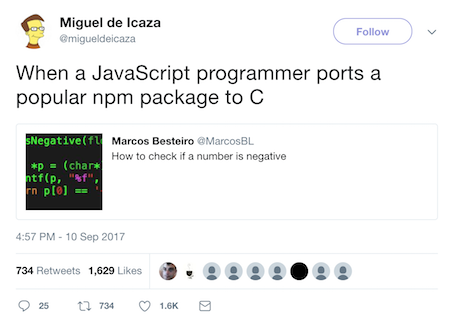 Miguel de Icaza
@migueldeicaza
Follow
When a JavaScript programmer ports a
popular npm package to C
sNegative(fl
*p = (char*
ntf(p, "%f",
rn p[0] == '
Marcos Besteiro @MarcosBL
How to check if a number is negative
4:57 PM - 10 Sep 2017
734 Retweets 1,629 Likes
25 734 1.6K